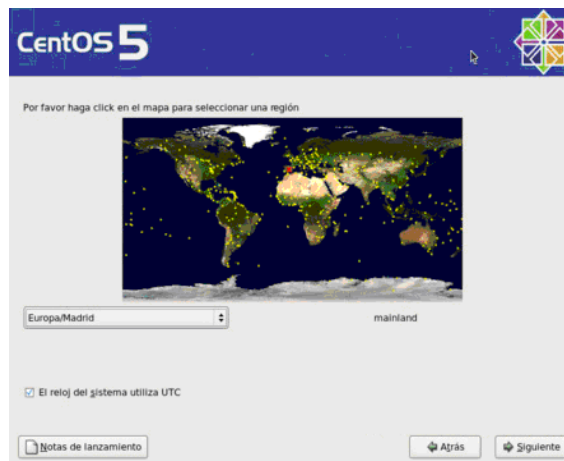 CentOS 5
Por favor haga click en el mapa para seleccionar una región
Europa/Madrid
mainland
El reloj del sistema utiliza UTC
Notas de lanzamiento
Atrás
Siguiente